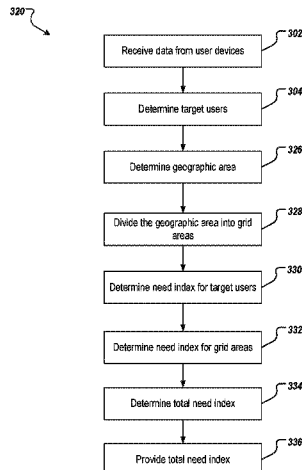 320
302
Receive data from user devices
304
Determine target users
326
Determine geographic area
328
Divide the geographic area into grid
areas
330
Determine need index for target users
332
Determine need index for grid areas
334
Determine total need index
336
Provide total need index